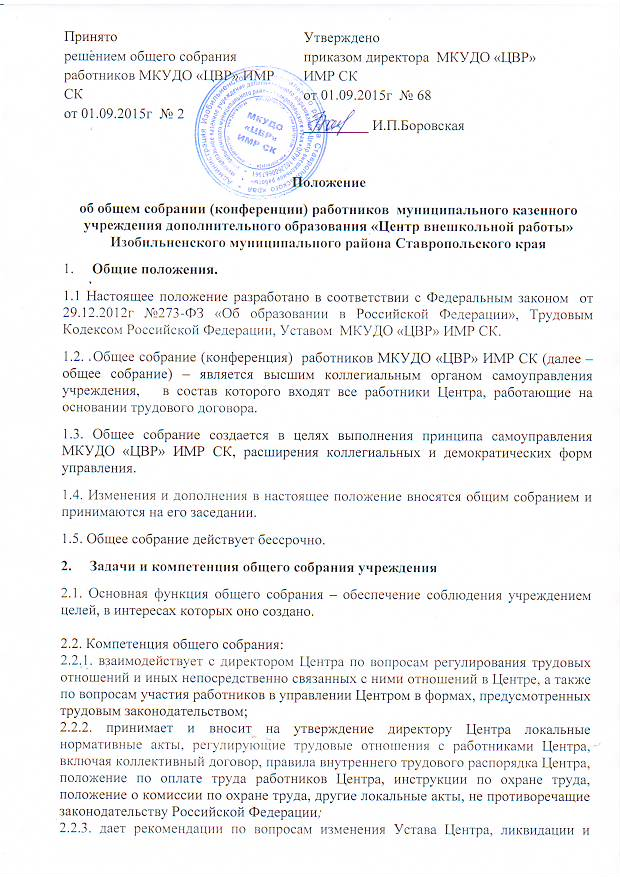 Принято
решением общего собрания
работников МКУДО «ЦВР» ИМР
СК
от 01.09.2015г № 2
Утверждено
приказом директора МКУДО «ЦВР»
ИМР СК
от 01.09.2015г № 68
И.П.Боровская
МКУДО
«ЦВР»
ИМР СК
Положение
об общем собрании (конференции) работников муниципального казенного
учреждения дополнительного образования «Центр внешкольной работы»
Изобильненского муниципального района Ставропольского края
1. Общие положения.
1.1 Настоящее положение разработано в соответствии с Федеральным законом от
29.12.2012г №273-ФЗ «Об образовании в Российской Федерации», Трудовым
Кодексом Российской Федерации, Уставом МКУДО «ЦВР» ИМР СК.
1.2. .Общее собрание (конференция) работников МКУДО «ЦВР» ИМР СК (далее –
общее собрание) – является высшим коллегиальным органом самоуправления
учреждения, в состав которого входят все работники Центра, работающие на
основании трудового договора.
1.3. Общее собрание создается в целях выполнения принципа самоуправления
МКУДО «ЦВР» ИМР СК, расширения коллегиальных и демократических форм
управления.
1.4. Изменения и дополнения в настоящее положение вносятся общим собранием и
принимаются на его заседании.
1.5. Общее собрание действует бессрочно.
2. Задачи и компетенция общего собрания учреждения
2.1. Основная функция общего собрания – обеспечение соблюдения учреждением
целей, в интересах которых оно создано.
2.2. Компетенция общего собрания:
2.2.1. взаимодействует с директором Центра по вопросам регулирования трудовых
отношений и иных непосредственно связанных с ними отношений в Центре, а также
по вопросам участия работников в управлении Центром в формах, предусмотренных
трудовым законодательством;
2.2.2. принимает и вносит на утверждение директору Центра локальные
нормативные акты, регулирующие трудовые отношения с работниками Центра,
включая коллективный договор, правила внутреннего трудового распорядка Центра,
положение по оплате труда работников Центра, инструкции по охране труда,
положение о комиссии по охране труда, другие локальные акты, не противоречащие
законодательству Российской Федерации;
2.2.3. дает рекомендации по вопросам изменения Устава Центра, ликвидации и